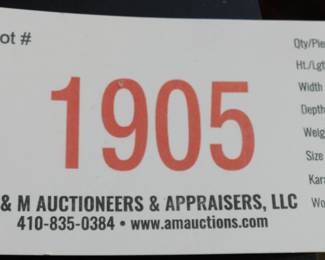 ot #
1905
& M AUCTIONEERS & APPRAISERS, LLC
410-835-0384 • www.amauctions.com
Qty/Pie
Ht./Lgt
Width
Depth
Weig
Size
Kara
Wo